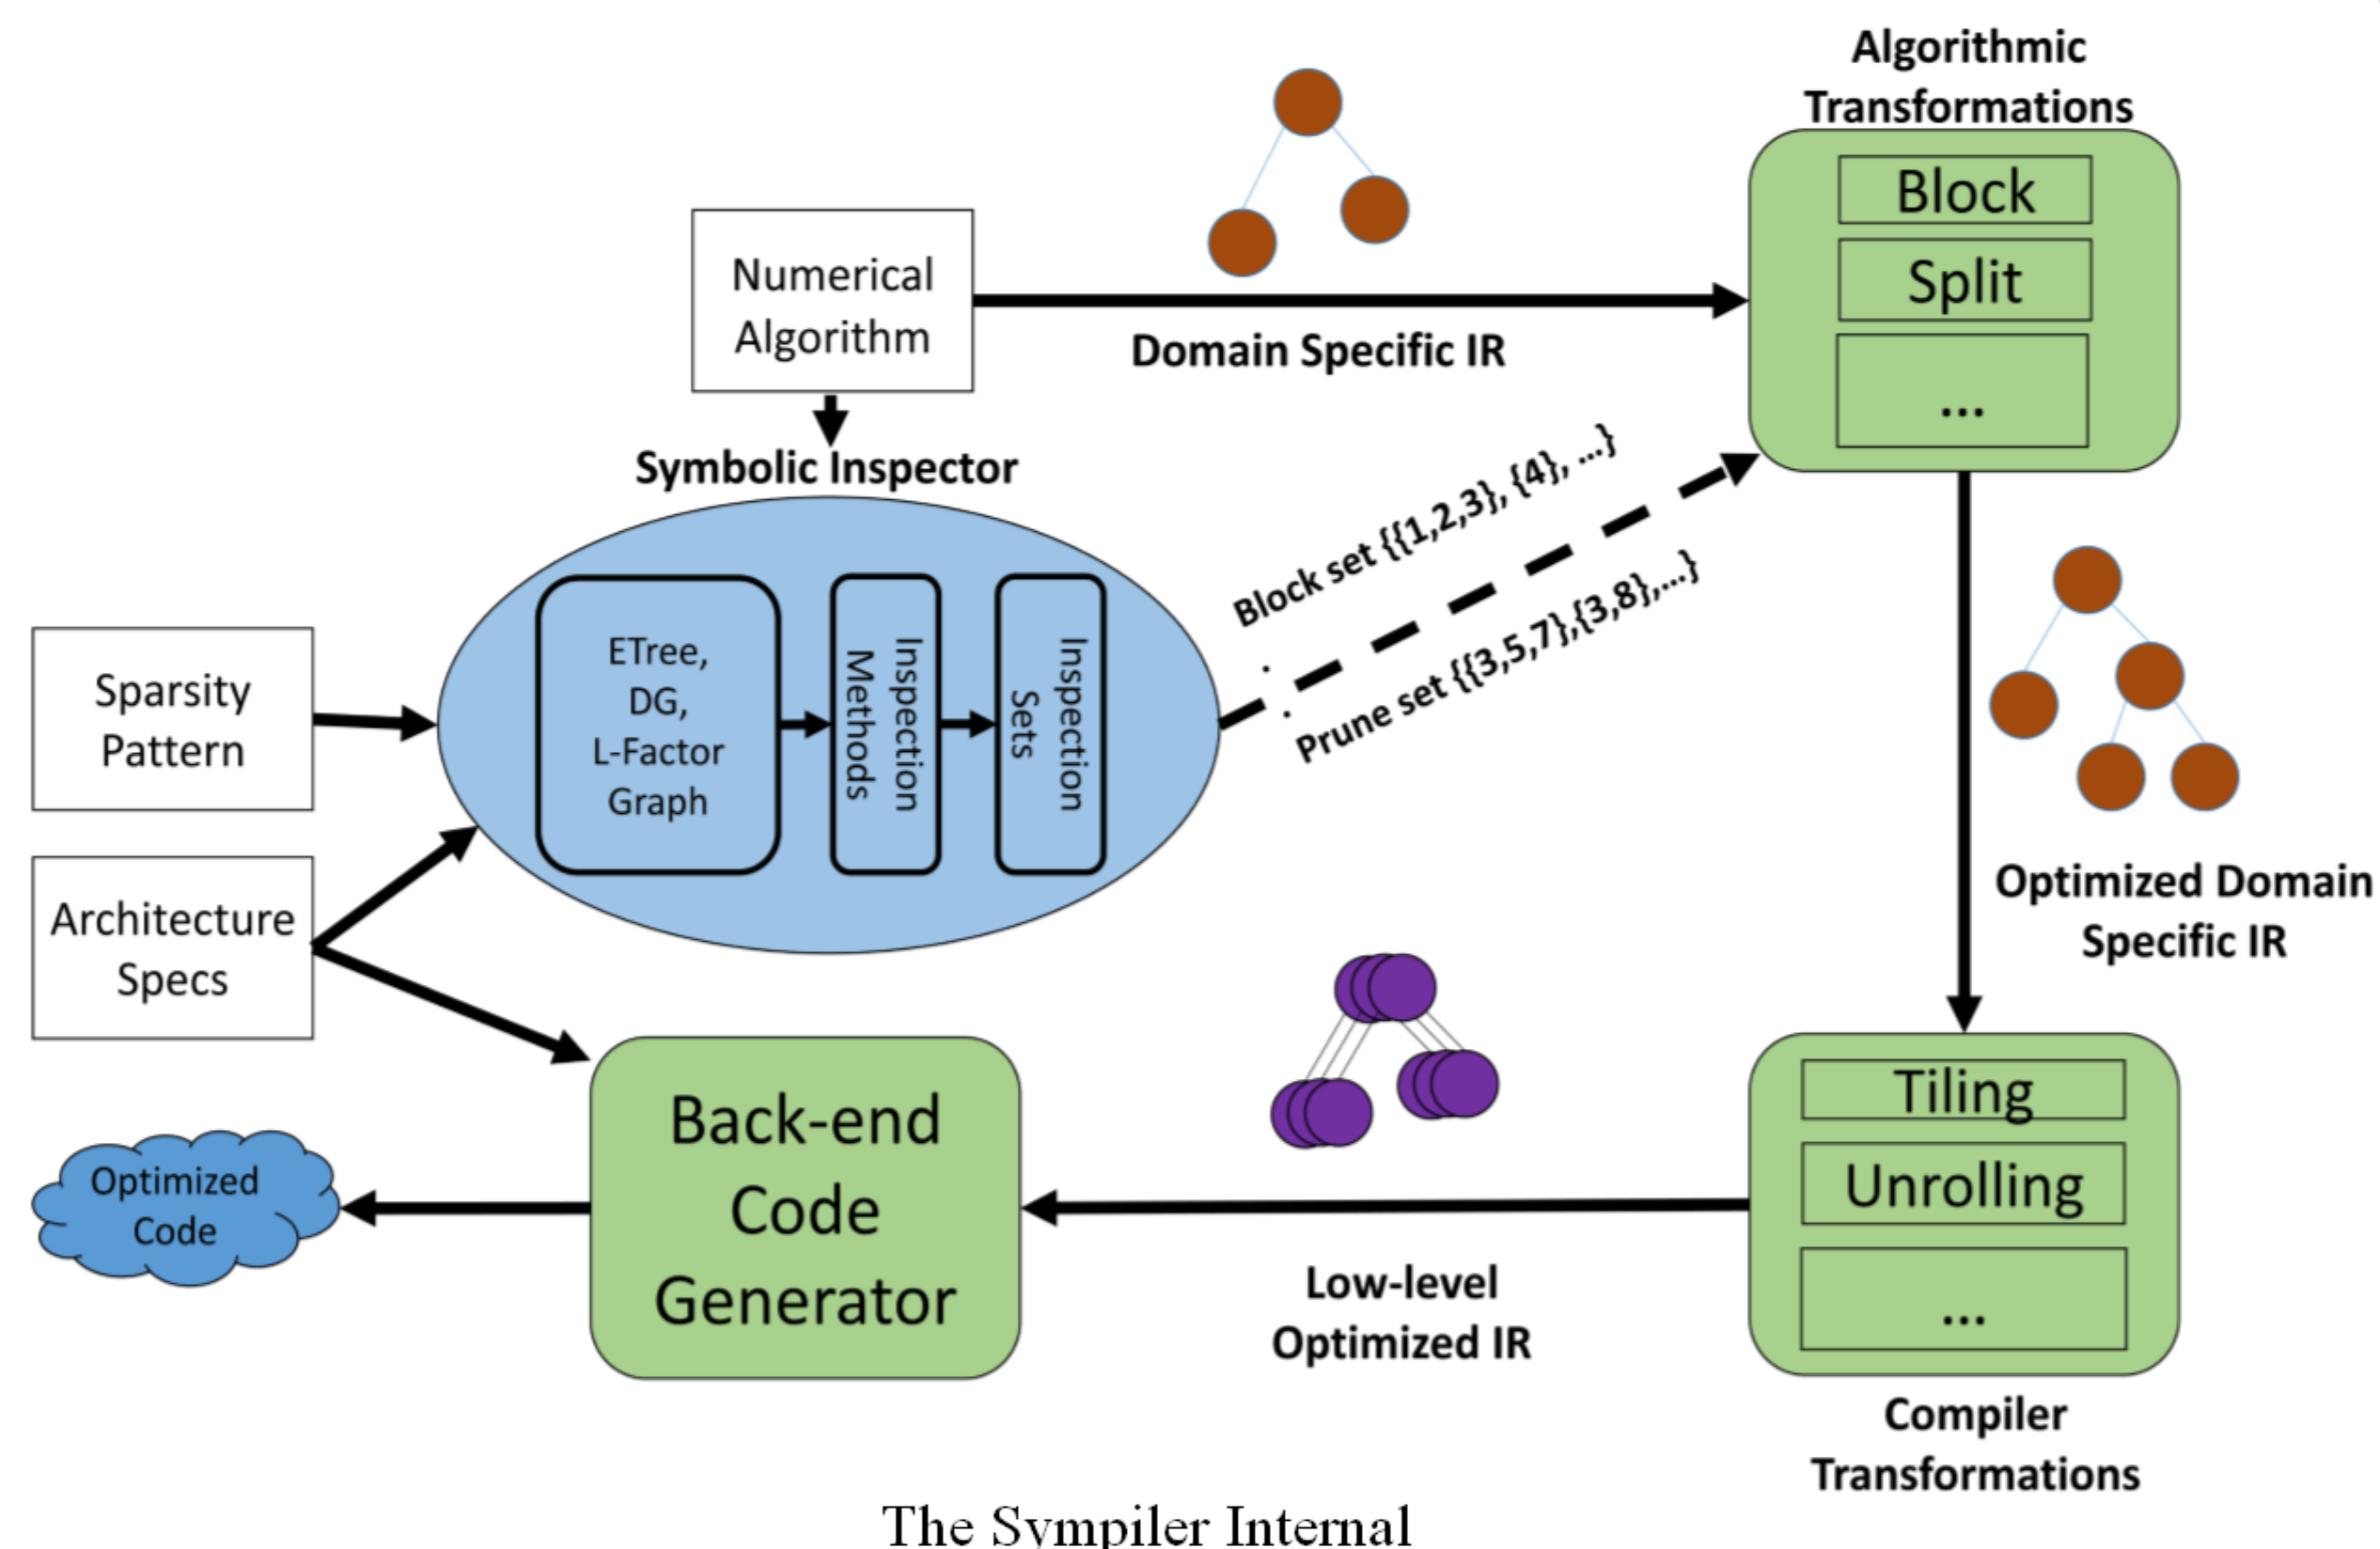 Algorithmic
Transformations
Block
Split
...
Numerical
Algorithm
Domain Specific IR
Symbolic Inspector
Block set {{1,2,3}, {4}, ...}
.
.
Prune set {{3,5,7},{3,8},...}
ETree,
DG,
L-Factor
Graph
Inspection
Methods
Inspection
Sets
Sparsity
Pattern
Architecture
Specs
Optimized Domain
Specific IR
Back-end
Code
Generator
Optimized
Code
Low-level
Optimized IR
Tiling
Unrolling
...
Compiler
Transformations
The Sympiler Internal